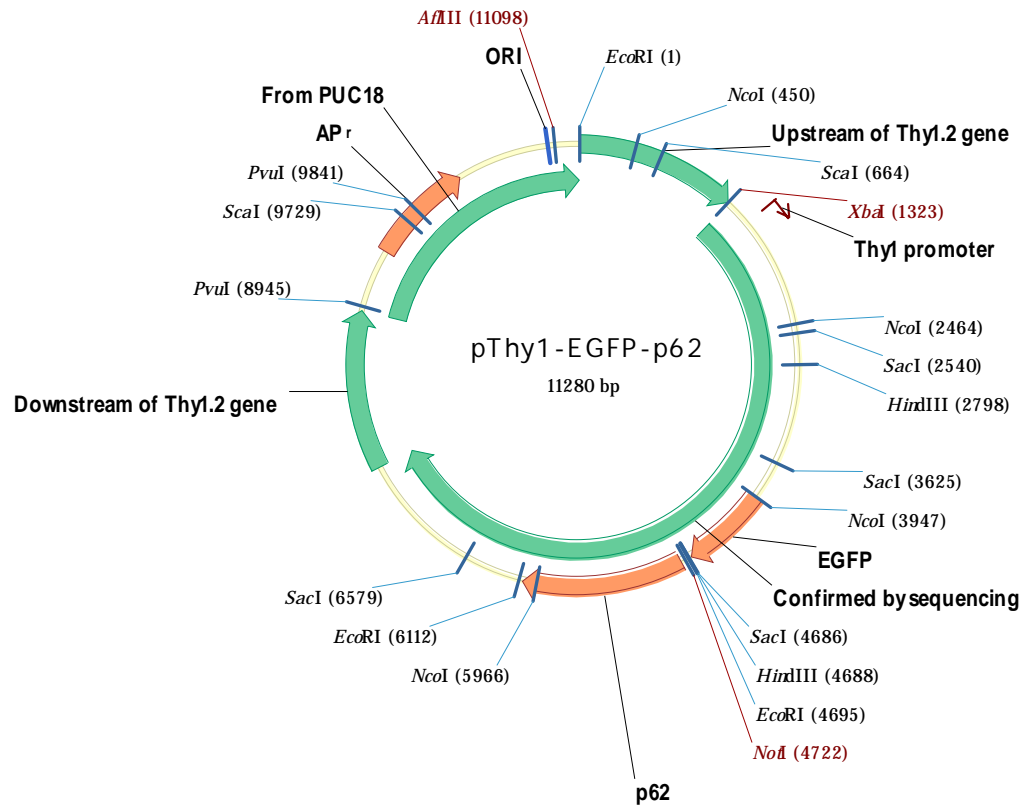 AflIII (11098)
ORI
EcoRI (1)
From PUC18
NcoI (450)
APr
Upstream of Thy1.2 gene
PvuI (9841)
ScaI (664)
ScaI (9729)
XbaI (1323)
Thy1 promoter
PvuI (8945)
NcoI (2464)
pThy1-EGFP-p62
SacI (2540)
11280 bp
HindIII (2798)
Downstream of Thy1.2 gene
SacI (3625)
NcoI (3947)
EGFP
SacI (6579)
Confirmed by sequencing
EcoRI (6112)
SacI (4686)
NcoI (5966)
HindIII (4688)
EcoRI (4695)
NotI (4722)
p62